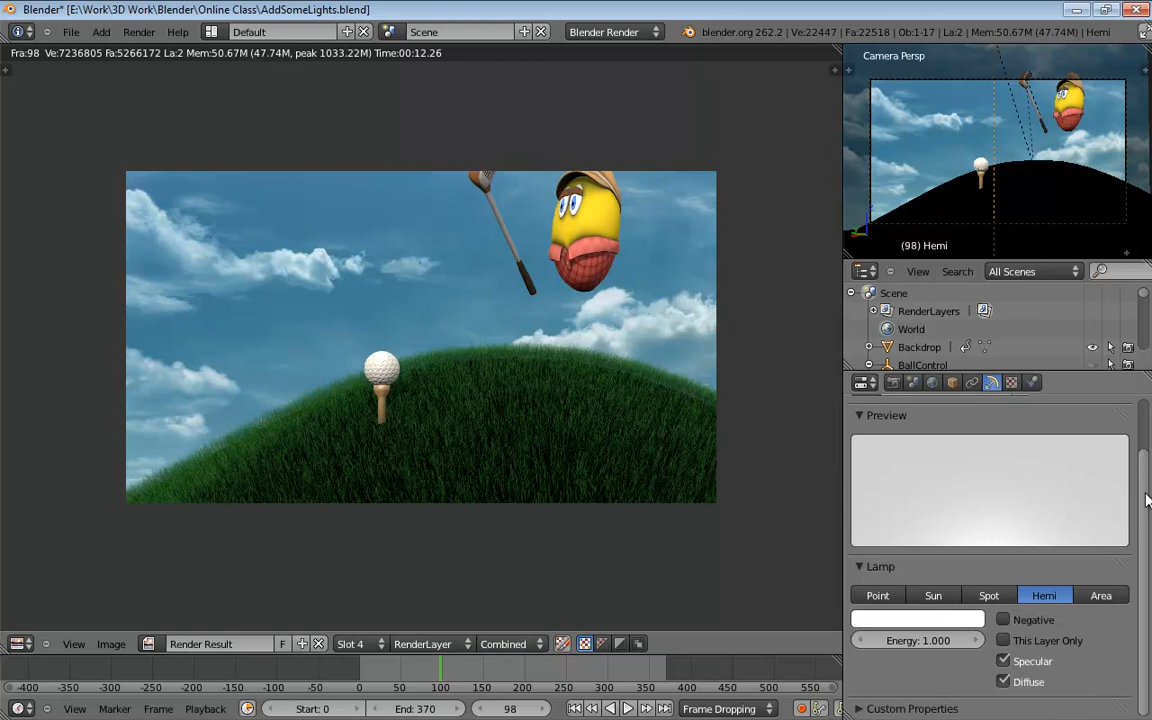 Blender* [E:\Work\3D Work\Blender\Online Class\AddSomeLights.blend]
File Add Render Help Default Scene Blender Render blender.org 262.2 | Ve:22447 | Fa:22518 | Ob:1-17 | La:2 | Mem:50.67M (47.74M) | Hemi
Fra:98 Ve:7236805 Fa:5266172 La:2 Mem:50.67M (47.74M, peak 1033.22M) Time:00:12.26
Camera Persp
(98) Hemi
View Search All Scenes
Scene
RenderLayers
World
Backdrop
BallControl
Preview
Lamp
Point Sun Spot Hemi Area
Negative
Energy: 1.000 This Layer Only
Specular
Diffuse
Custom Properties
View Image Render Result F Slot 4 RenderLayer Combined
-400 -350 -300 -250 -200 -150 -100 -50 0 50 100 150 200 250 300 350 400 450 500 550
View Marker Frame Playback Start: 0 End: 370 98 Frame Dropping